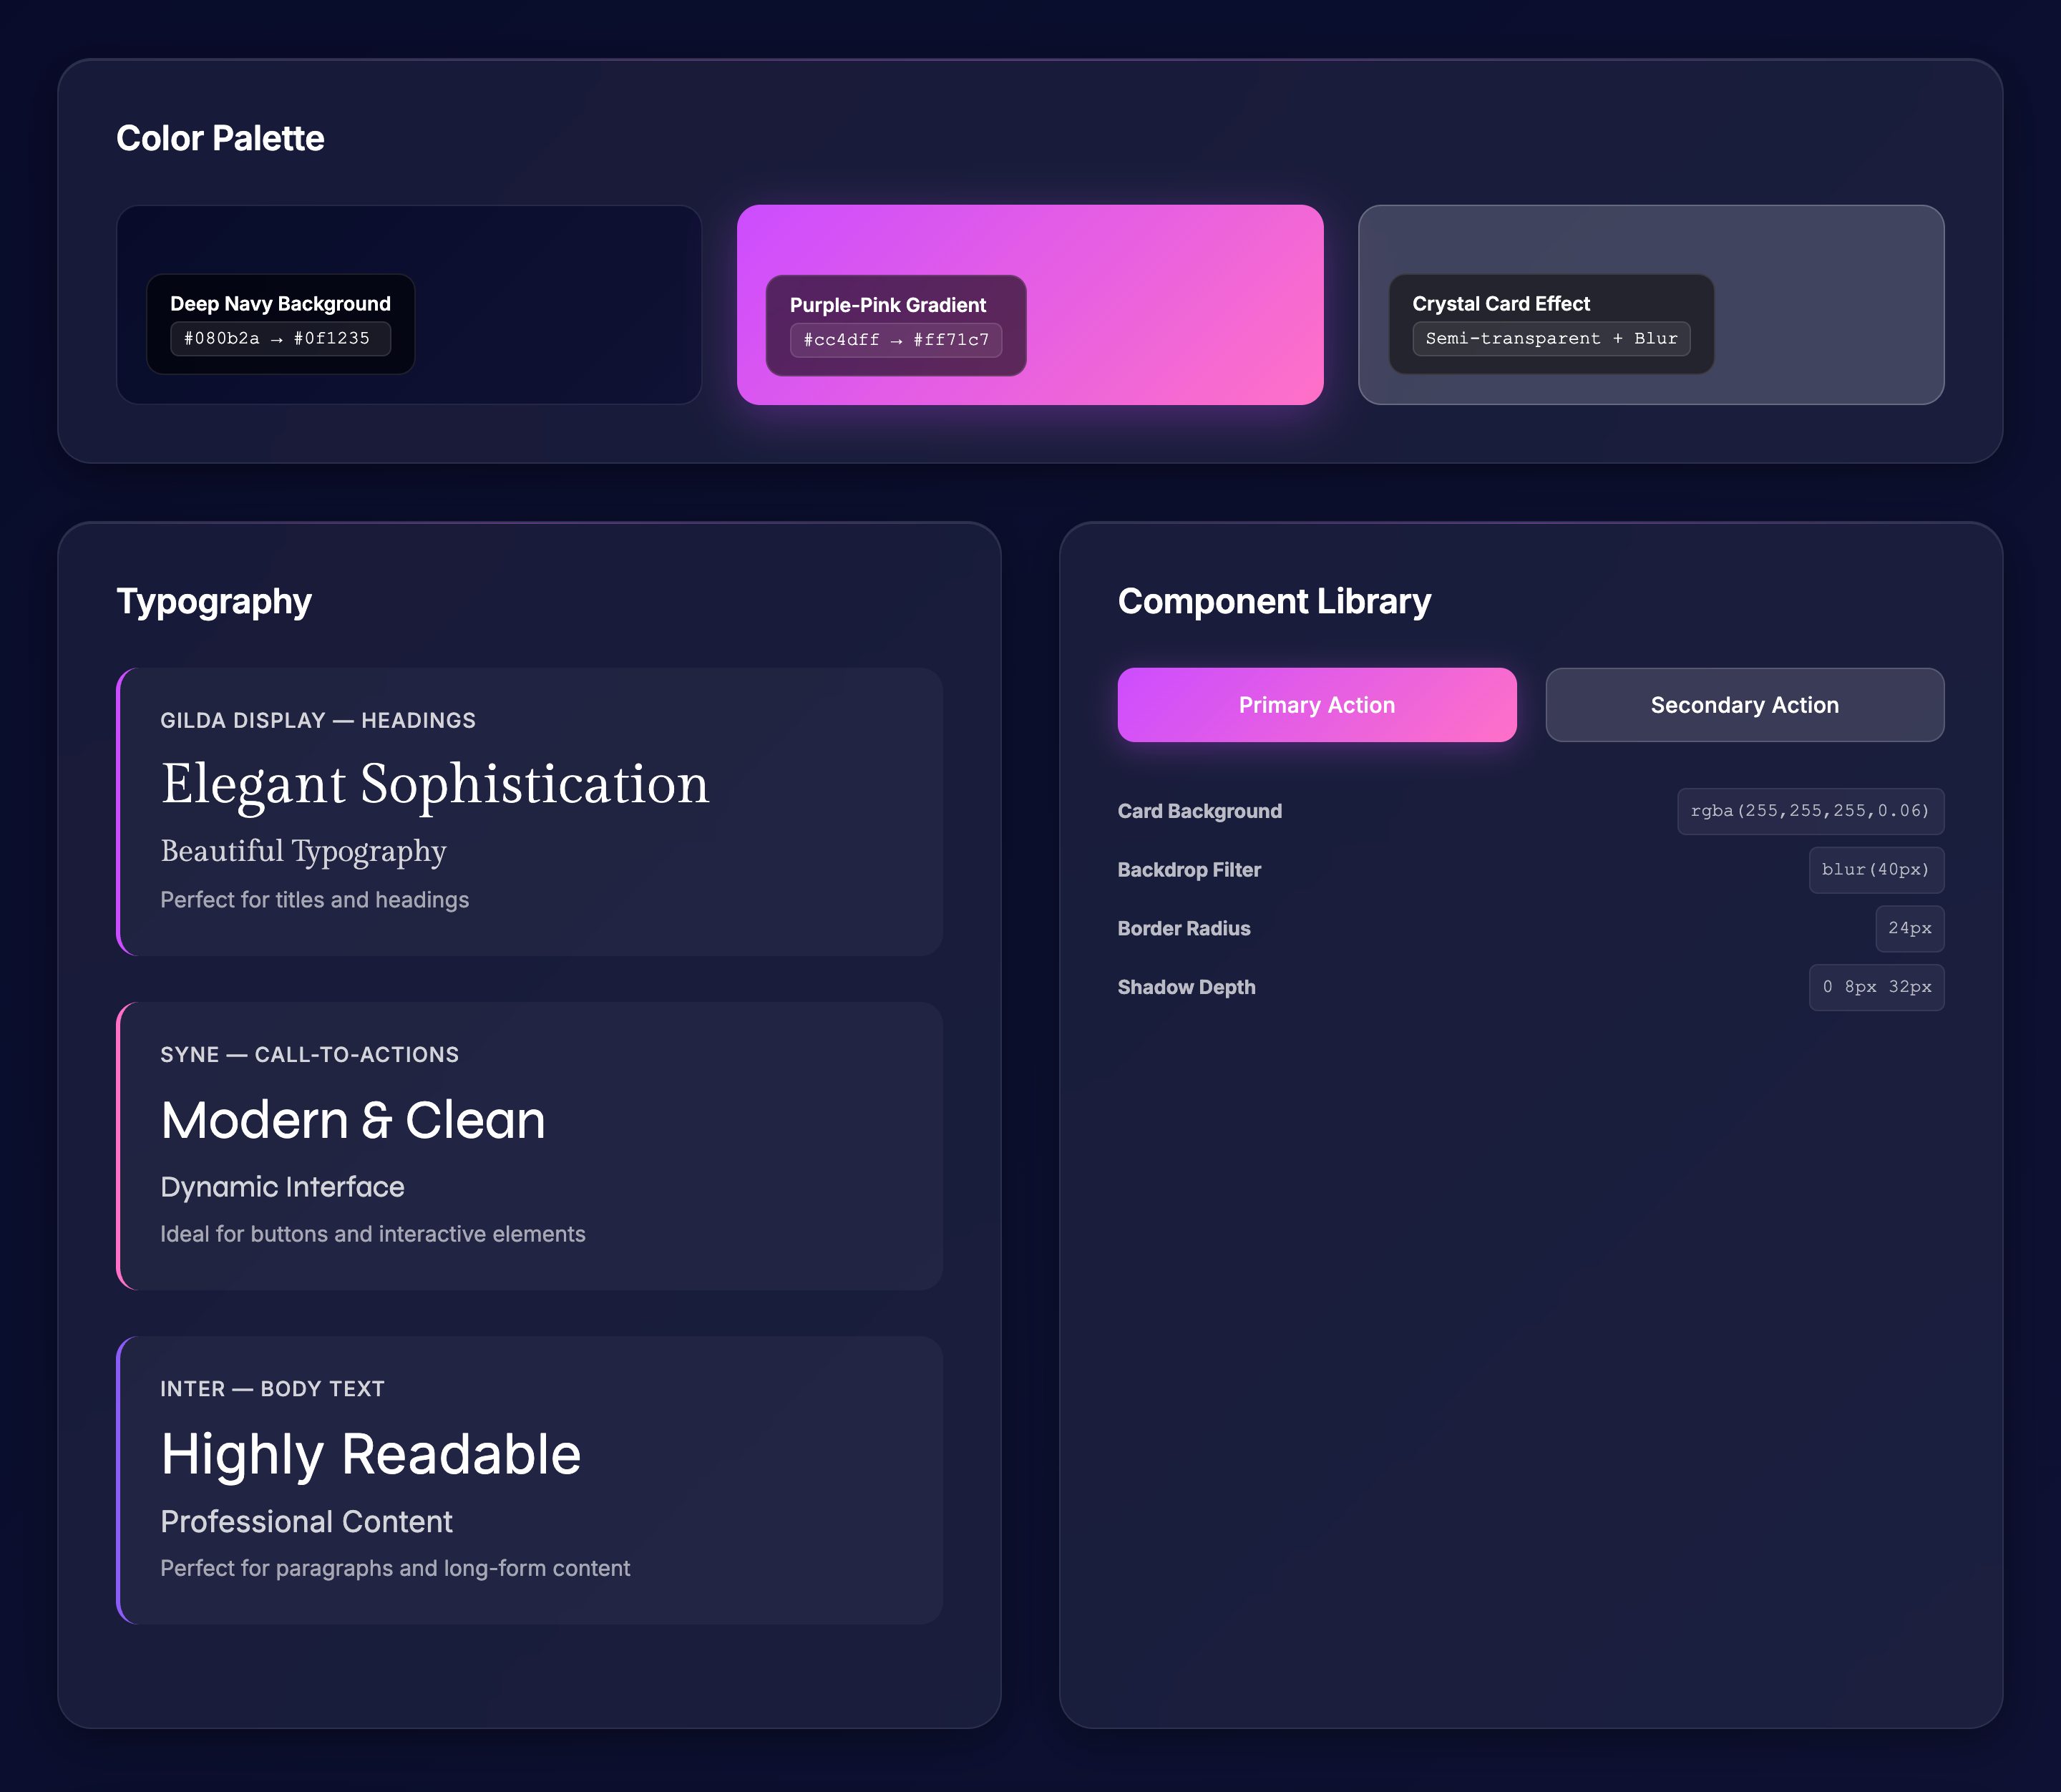 Color Palette
Deep Navy Background
#080b2a → #0f1235
Purple-Pink Gradient
#cc4dff → #ff71c7
Crystal Card Effect
Semi-transparent + Blur
Typography
GILDA DISPLAY — HEADINGS
Elegant Sophistication
Beautiful Typography
Perfect for titles and headings
SYNE — CALL-TO-ACTIONS
Modern & Clean
Dynamic Interface
Ideal for buttons and interactive elements
INTER — BODY TEXT
Highly Readable
Professional Content
Perfect for paragraphs and long-form content
Component Library
Primary Action
Secondary Action
Card Background
rgba(255,255,255,0.06)
Backdrop Filter
blur(40px)
Border Radius
24px
Shadow Depth
0 8px 32px